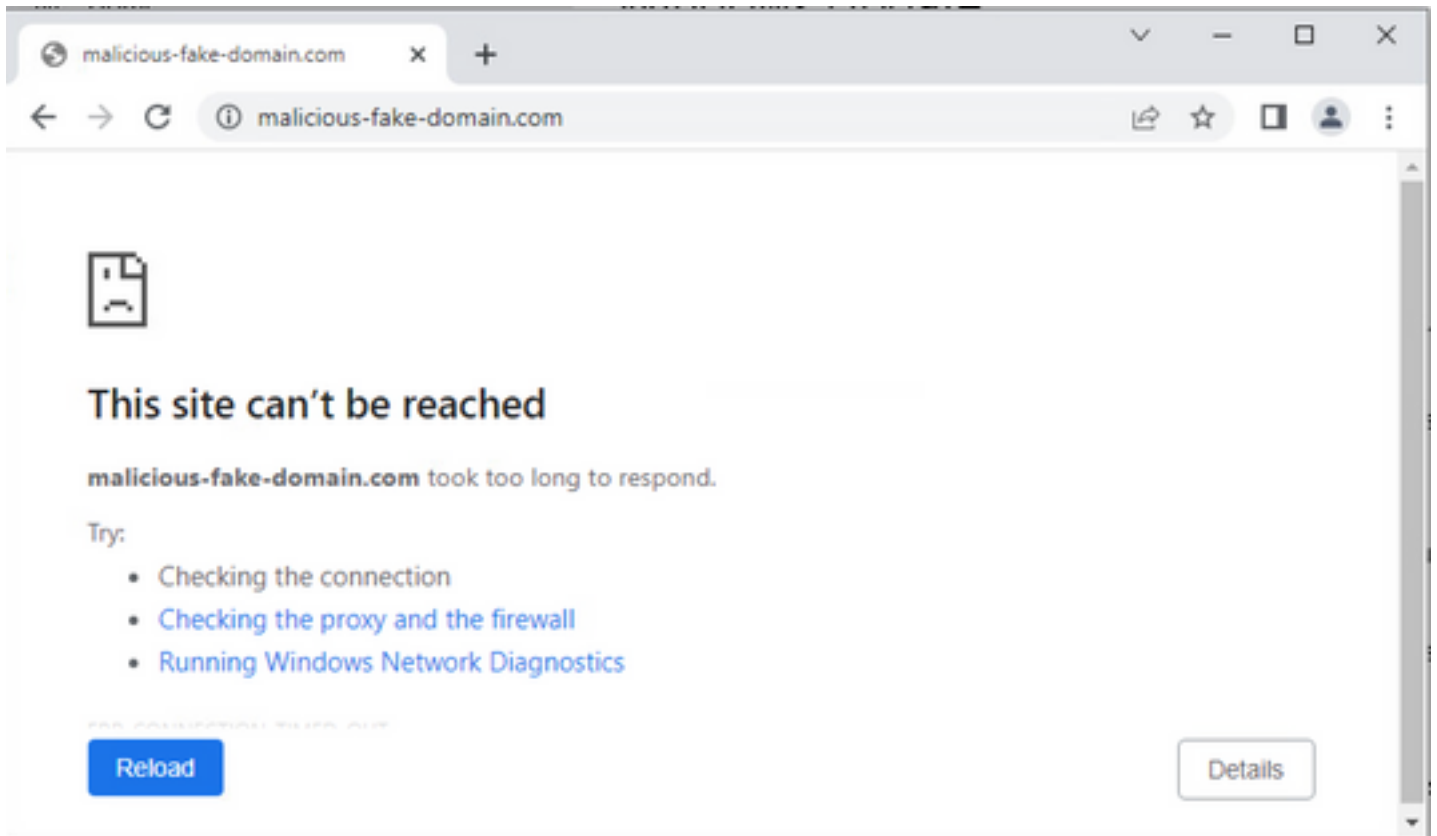 malicious-fake-domain.com
malicious-fake-domain.com
This site can't be reached
malicious-fake-domain.com took too long to respond.
Try:
Checking the connection
Checking the proxy and the firewall
Running Windows Network Diagnostics
ERR_CONNECTION_TIMED_OUT
Reload
Details